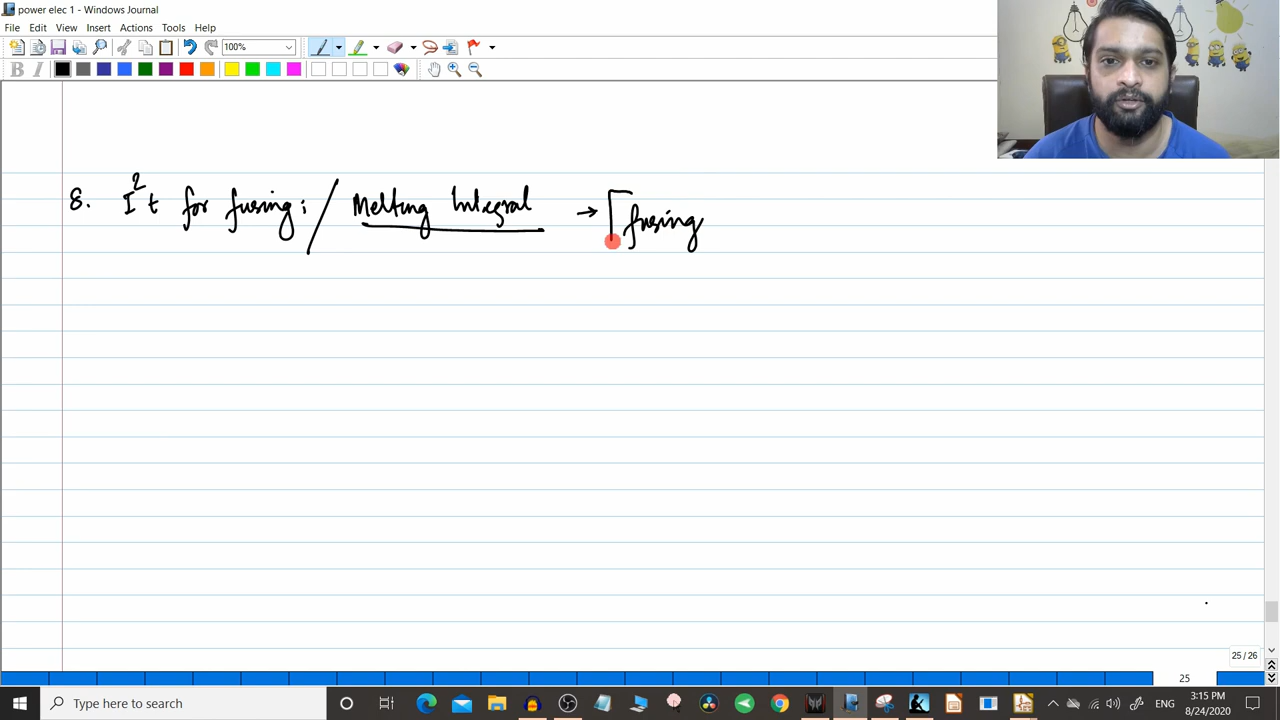 power elec 1 - Windows Journal
File Edit View Insert Actions Tools Help
100%
B I
8. I²t for fusing: / Melting Integral → fusing
25 / 26
25
Type here to search
ENG
3:15 PM
8/24/2020